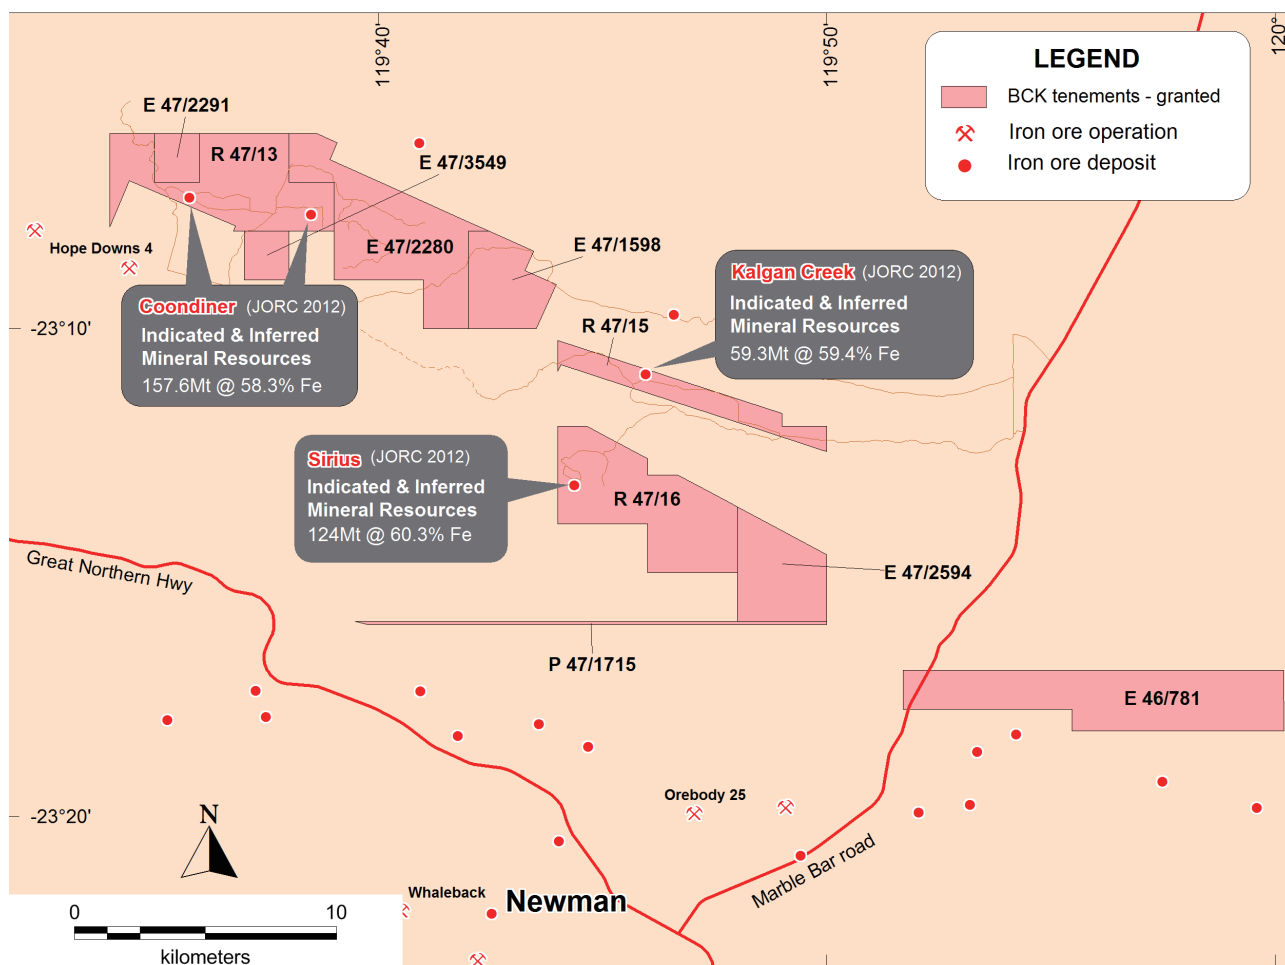 119°40'
119°50'
120°
LEGEND
BCK tenements - granted
Iron ore operation
Iron ore deposit
E 47/2291
R 47/13
E 47/3549
Hope Downs 4
E 47/2280
E 47/1598
Coondiner (JORC 2012)
Indicated & Inferred
Mineral Resources
157.6Mt @ 58.3% Fe
Kalgan Creek (JORC 2012)
Indicated & Inferred
Mineral Resources
59.3Mt @ 59.4% Fe
-23°10'
R 47/15
Sirius (JORC 2012)
Indicated & Inferred
Mineral Resources
124Mt @ 60.3% Fe
R 47/16
Great Northern Hwy
E 47/2594
P 47/1715
E 46/781
Orebody 25
-23°20'
N
Marble Bar road
Whaleback
Newman
0 10
kilometers